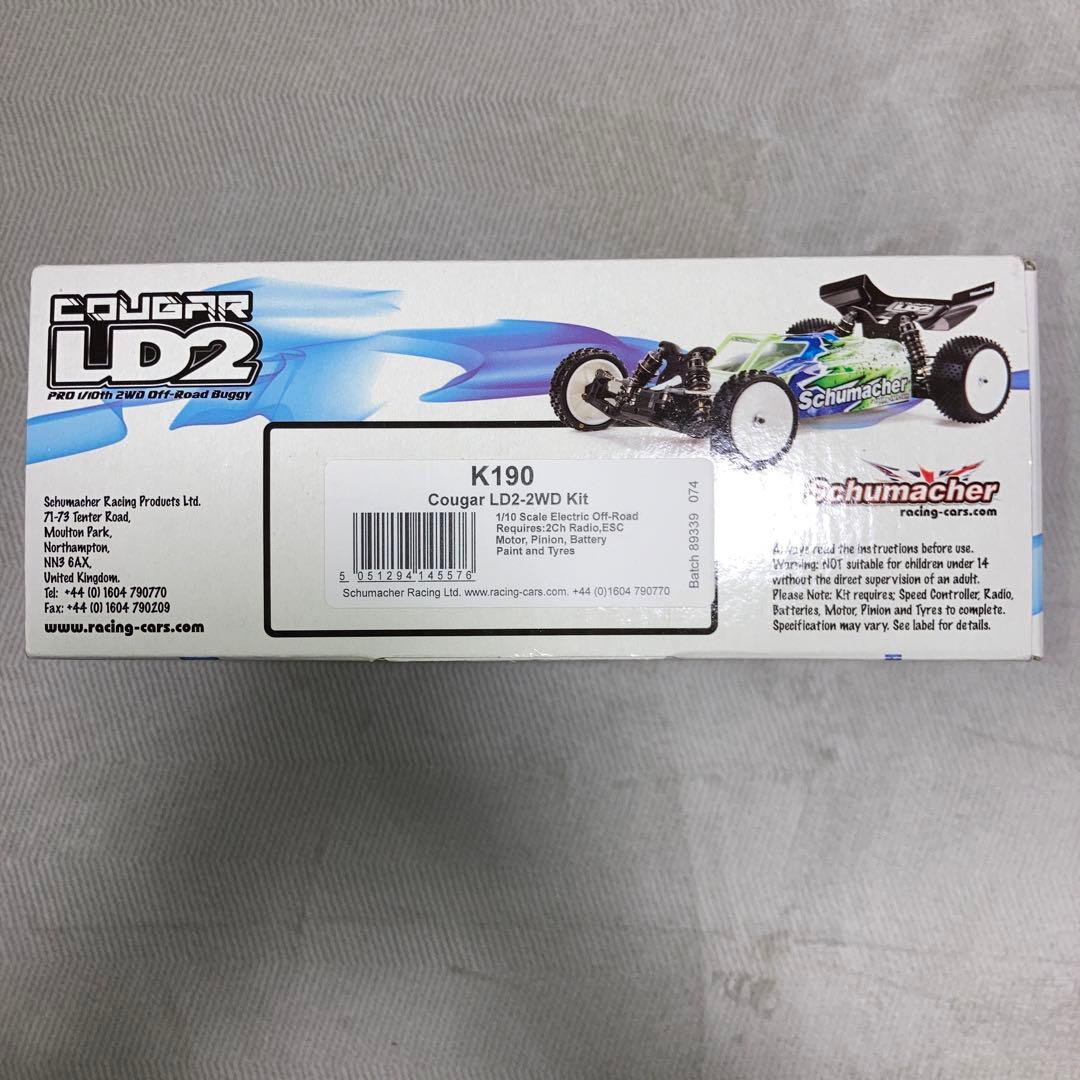 COUGAR
LD2
PRO 1/10th 2WD Off-Road Buggy
Schumacher
Schumacher
racing-cars.com
Schumacher Racing Products Ltd.
71-73 Tenter Road,
Moulton Park,
Northampton,
NN3 6AX,
United Kingdom.
Tel: +44 (0) 1604 790770
Fax: +44 (0) 1604 790209
www.racing-cars.com
K190
Cougar LD2-2WD Kit
1/10 Scale Electric Off-Road
Requires:2Ch Radio,ESC
Motor, Pinion, Battery
Paint and Tyres
5 051294 145576
Schumacher Racing Ltd. www.racing-cars.com. +44 (0)1604 790770
Batch 89339 074
Always read the instructions before use.
Warning: NOT suitable for children under 14
without the direct supervision of an adult.
Please Note: Kit requires; Speed Controller, Radio,
Batteries, Motor, Pinion and Tyres to complete.
Specification may vary. See label for details.